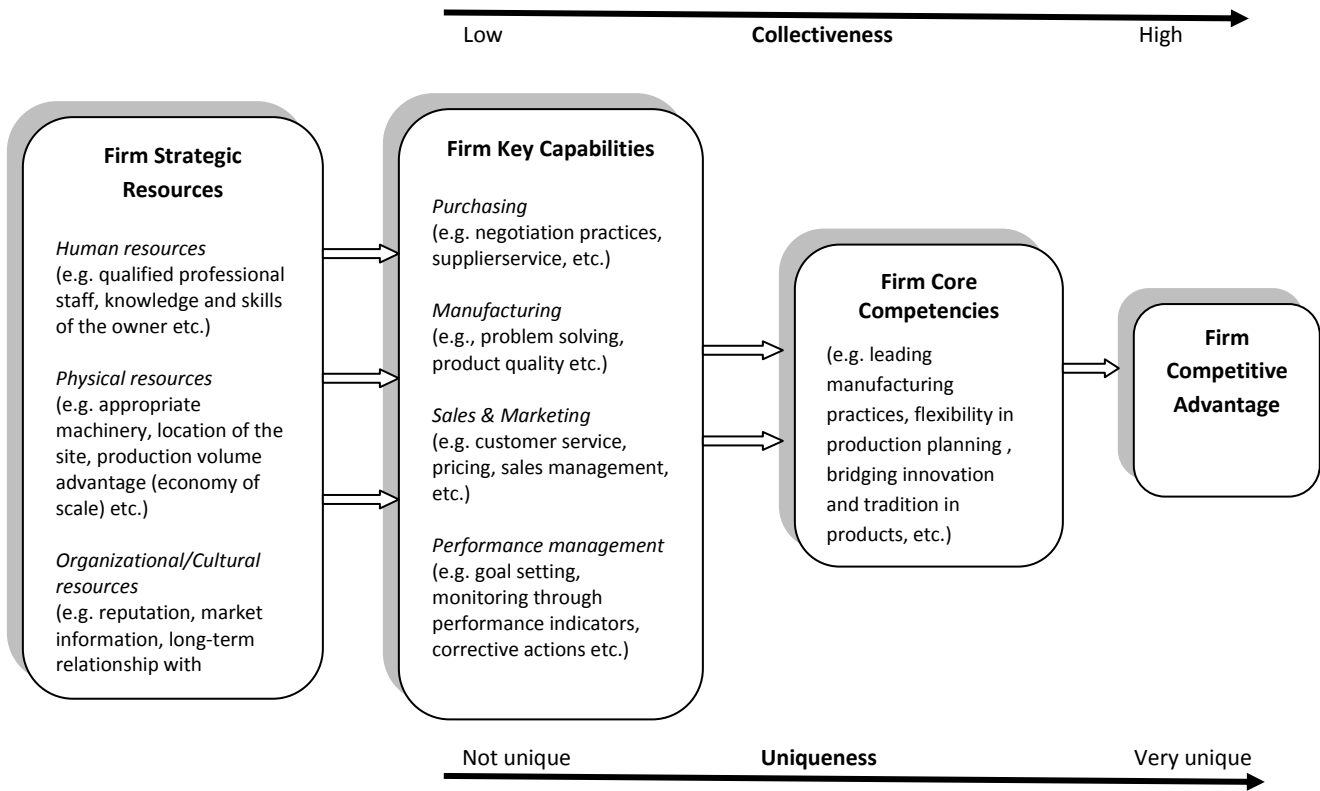 Low Collectiveness High
Firm Strategic
Resources
Human resources
(e.g. qualified professional
staff, knowledge and skills
of the owner etc.)
Physical resources
(e.g. appropriate
machinery, location of the
site, production volume
advantage (economy of
scale) etc.)
Organizational/Cultural
resources
(e.g. reputation, market
information, long-term
relationship with
Firm Key Capabilities
Purchasing
(e.g. negotiation practices,
supplierservice, etc.)
Manufacturing
(e.g., problem solving,
product quality etc.)
Sales & Marketing
(e.g. customer service,
pricing, sales management,
etc.)
Performance management
(e.g. goal setting,
monitoring through
performance indicators,
corrective actions etc.)
Firm Core
Competencies
(e.g. leading
manufacturing
practices, flexibility in
production planning ,
bridging innovation
and tradition in
products, etc.)
Firm
Competitive
Advantage
Not unique Uniqueness Very unique